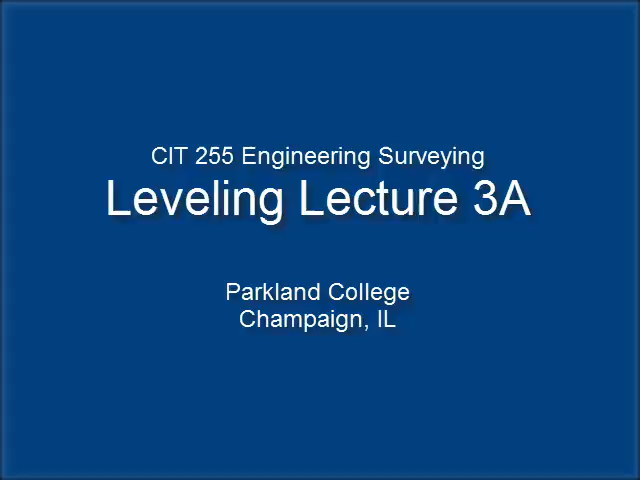 CIT 255 Engineering Surveying
Leveling Lecture 3A
Parkland College
Champaign, IL